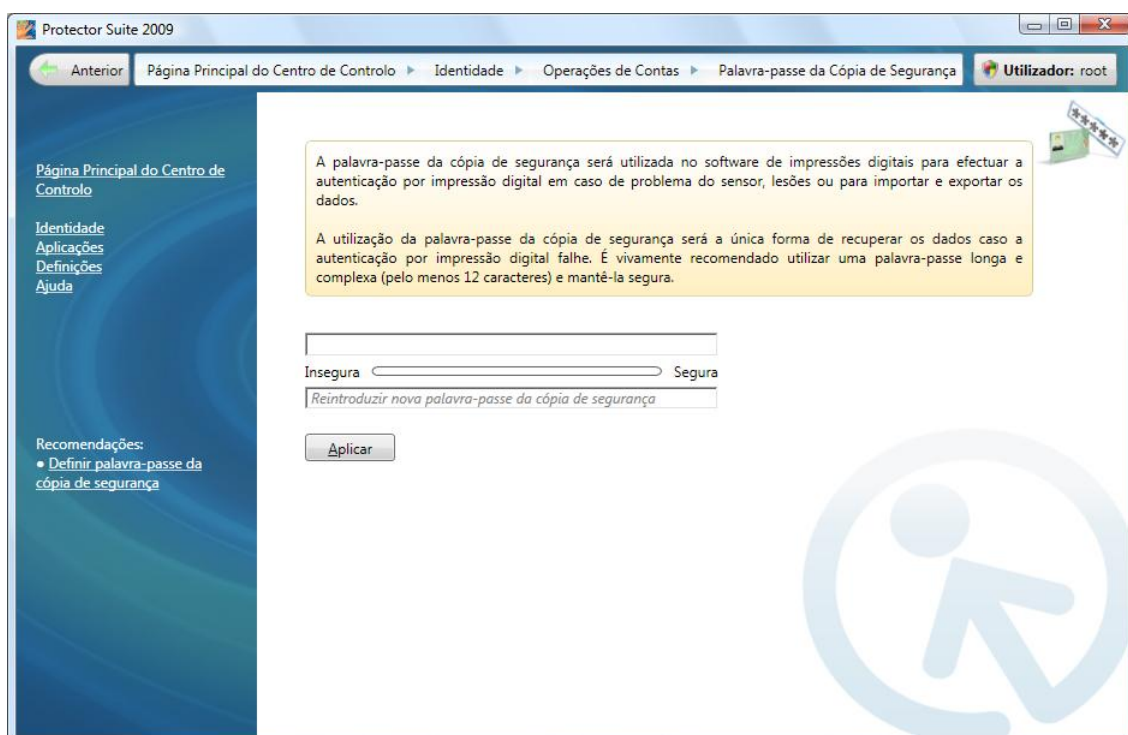 Protector Suite 2009
Anterior
Página Principal do Centro de Controlo
Identidade
Operações de Contas
Palavra-passe da Cópia de Segurança
Utilizador: root
Página Principal do Centro de
Controlo
Identidade
Aplicações
Definições
Ajuda
Recomendações:
• Definir palavra-passe da
cópia de segurança
A palavra-passe da cópia de segurança será utilizada no software de impressões digitais para efectuar a
autenticação por impressão digital em caso de problema do sensor, lesões ou para importar e exportar os
dados.
A utilização da palavra-passe da cópia de segurança será a única forma de recuperar os dados caso a
autenticação por impressão digital falhe. É vivamente recomendado utilizar uma palavra-passe longa e
complexa (pelo menos 12 caracteres) e mantê-la segura.
Insegura
Segura
Reintroduzir nova palavra-passe da cópia de segurança
Aplicar